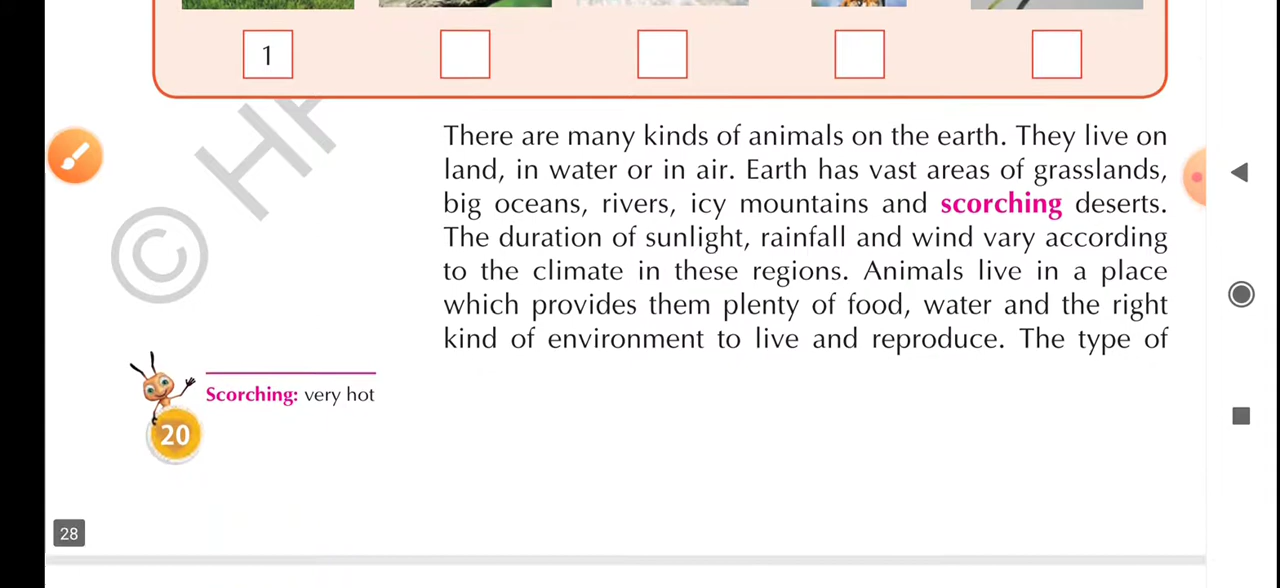 1
© HF
There are many kinds of animals on the earth. They live on
land, in water or in air. Earth has vast areas of grasslands,
big oceans, rivers, icy mountains and scorching deserts.
The duration of sunlight, rainfall and wind vary according
to the climate in these regions. Animals live in a place
which provides them plenty of food, water and the right
kind of environment to live and reproduce. The type of
Scorching: very hot
20
28